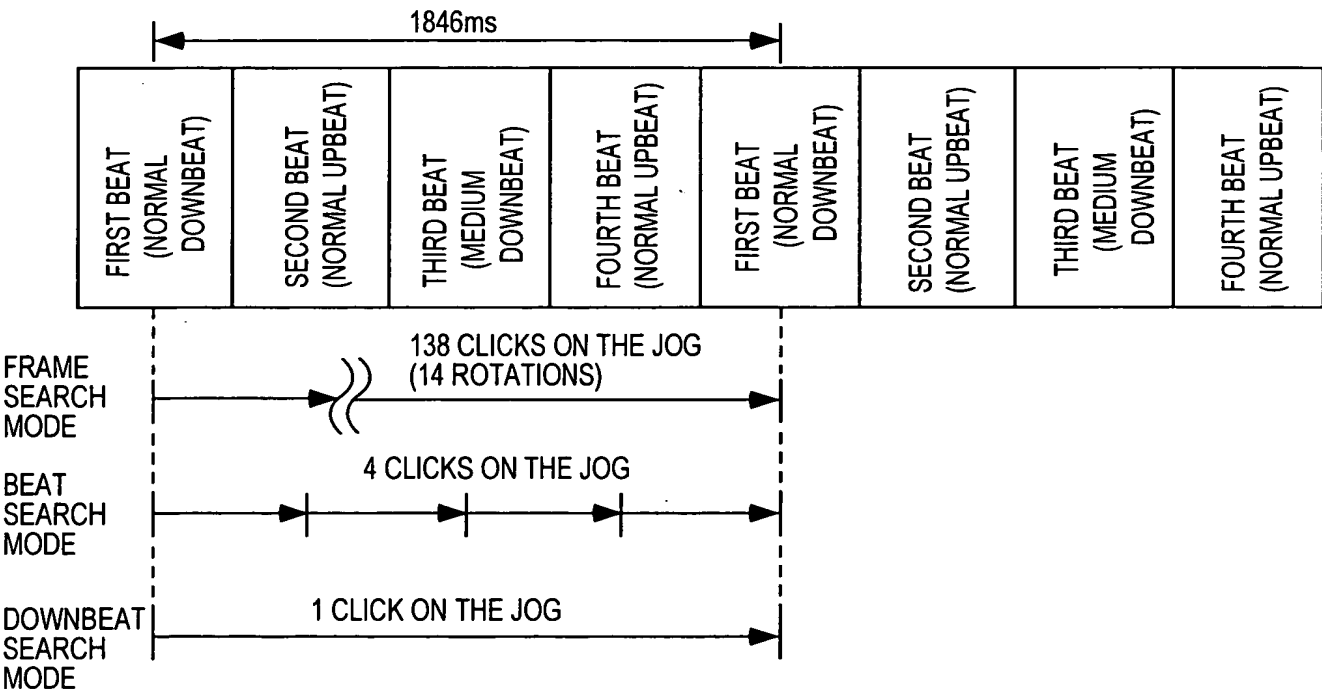 1846ms
FIRST BEAT
(NORMAL
DOWNBEAT)
SECOND BEAT
(NORMAL UPBEAT)
THIRD BEAT
(MEDIUM
DOWNBEAT)
FOURTH BEAT
(NORMAL UPBEAT)
FIRST BEAT
(NORMAL
DOWNBEAT)
SECOND BEAT
(NORMAL UPBEAT)
THIRD BEAT
(MEDIUM
DOWNBEAT)
FOURTH BEAT
(NORMAL UPBEAT)
FRAME
SEARCH
MODE
138 CLICKS ON THE JOG
(14 ROTATIONS)
BEAT
SEARCH
MODE
4 CLICKS ON THE JOG
DOWNBEAT
SEARCH
MODE
1 CLICK ON THE JOG